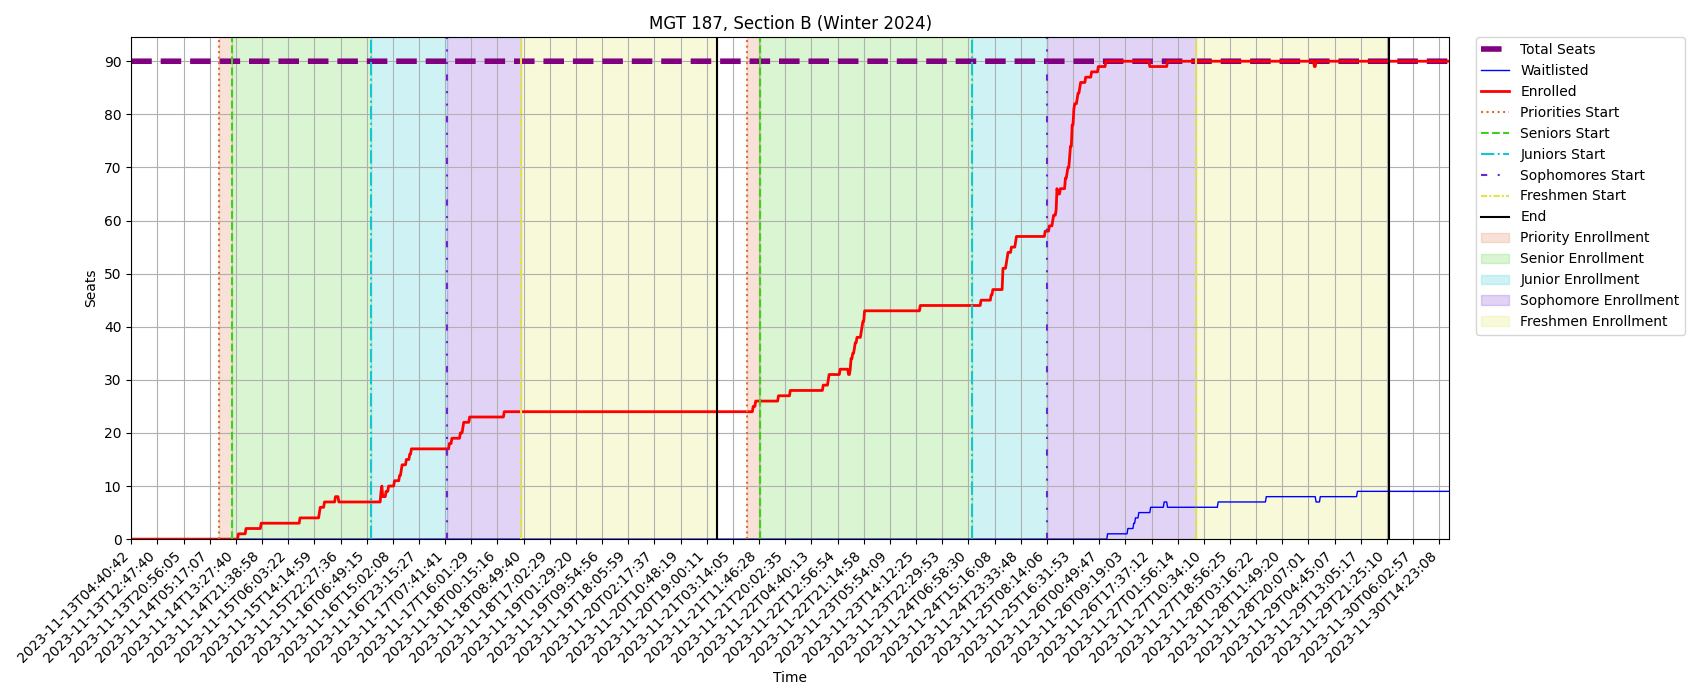 MGT 187, Section B (Winter 2024)
Seats
90
80
70
60
50
40
30
20
10
0
2023-11-13T04:40:42
2023-11-13T12:47:40
2023-11-13T20:56:05
2023-11-14T05:17:07
2023-11-14T13:27:40
2023-11-14T21:38:58
2023-11-15T06:03:22
2023-11-15T14:14:59
2023-11-15T22:27:36
2023-11-16T06:49:15
2023-11-16T15:02:08
2023-11-16T23:15:27
2023-11-17T07:41:41
2023-11-17T16:01:29
2023-11-18T00:15:16
2023-11-18T08:49:40
2023-11-18T17:02:29
2023-11-19T01:29:20
2023-11-19T09:54:56
2023-11-19T18:05:59
2023-11-20T02:17:37
2023-11-20T10:48:19
2023-11-20T19:00:11
2023-11-21T03:14:05
2023-11-21T11:46:28
2023-11-21T20:02:35
2023-11-22T04:40:13
2023-11-22T12:56:54
2023-11-22T21:14:58
2023-11-23T05:54:09
2023-11-23T14:12:25
2023-11-23T22:29:53
2023-11-24T06:58:30
2023-11-24T15:16:08
2023-11-24T23:33:48
2023-11-25T08:14:06
2023-11-25T16:31:53
2023-11-26T00:49:47
2023-11-26T09:19:03
2023-11-26T17:37:12
2023-11-27T01:56:14
2023-11-27T10:34:10
2023-11-27T18:56:25
2023-11-28T03:16:22
2023-11-28T11:49:20
2023-11-28T20:07:01
2023-11-29T04:45:07
2023-11-29T13:05:17
2023-11-29T21:25:10
2023-11-30T06:02:57
2023-11-30T14:23:08
Time
Total Seats
Waitlisted
Enrolled
Priorities Start
Seniors Start
Juniors Start
Sophomores Start
Freshmen Start
End
Priority Enrollment
Senior Enrollment
Junior Enrollment
Sophomore Enrollment
Freshmen Enrollment